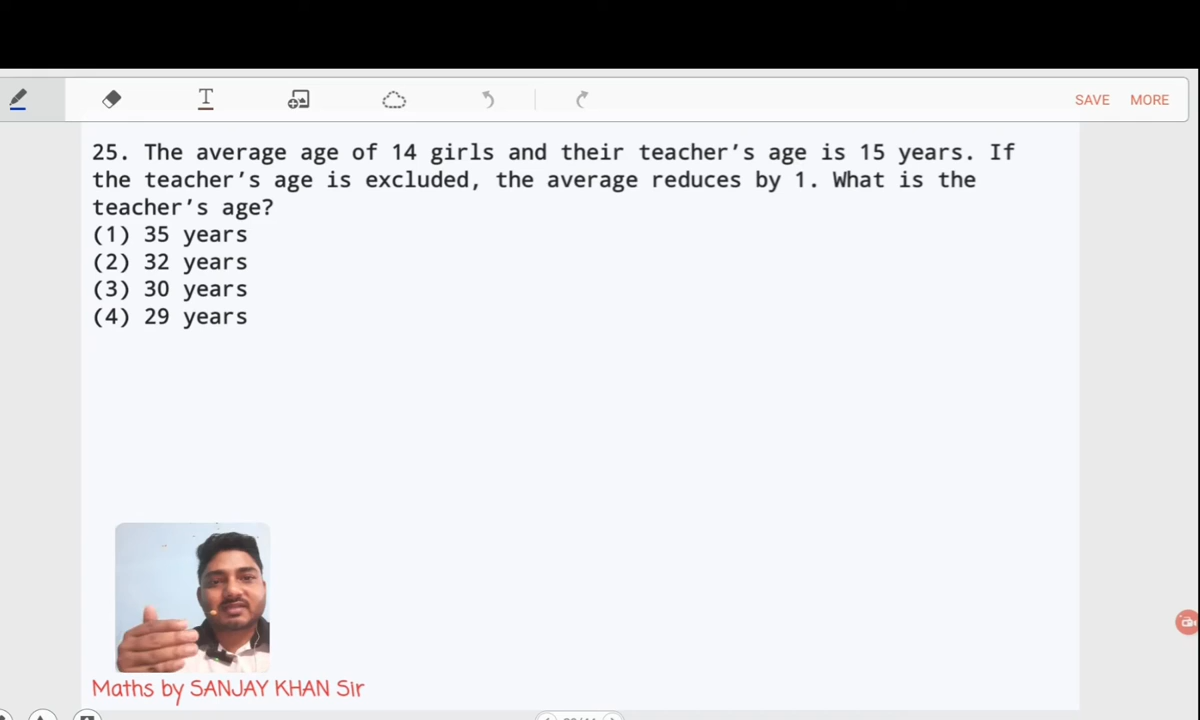 T
SAVE MORE
25. The average age of 14 girls and their teacher’s age is 15 years. If
the teacher’s age is excluded, the average reduces by 1. What is the
teacher’s age?
(1) 35 years
(2) 32 years
(3) 30 years
(4) 29 years
Maths by SANJAY KHAN Sir